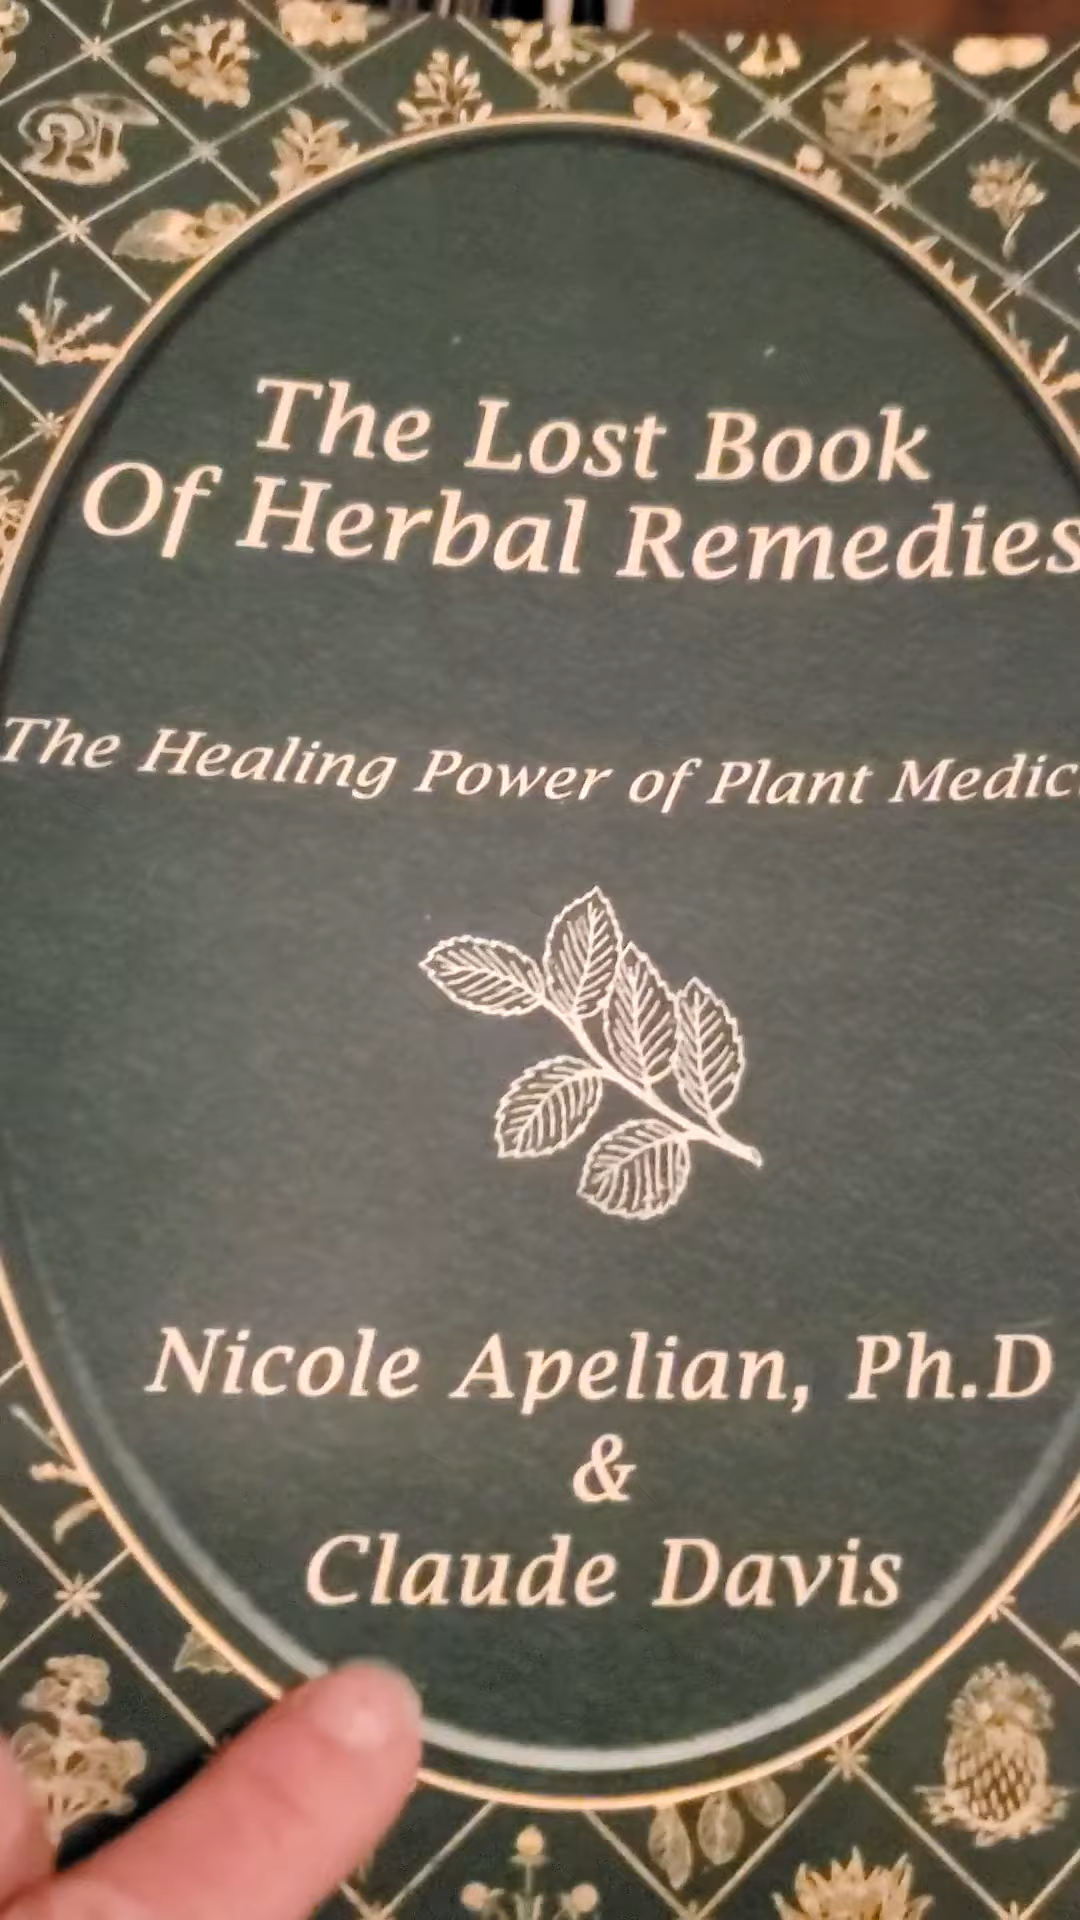 The Lost Book
Of Herbal Remedies
The Healing Power of Plant
Nicole Apelian, Ph.D
&
Claude Davis